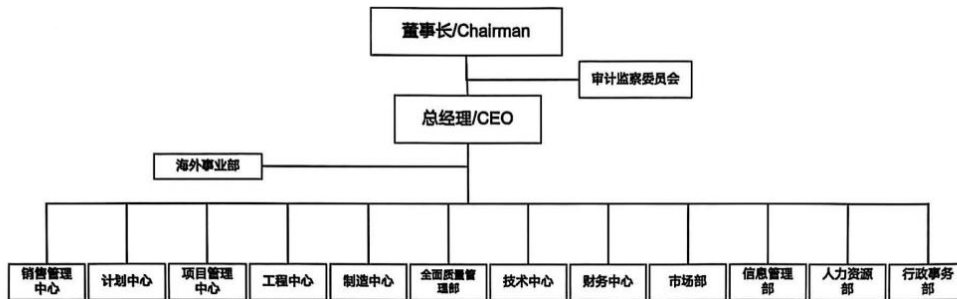 董事长/Chairman
审计监察委员会
总经理/CEO
海外事业部
销售管理
中心
计划中心
项目管理
中心
工程中心
制造中心
全面质量管
理部
技术中心
财务中心
市场部
信息管理
部
人力资源
部
行政事务
部